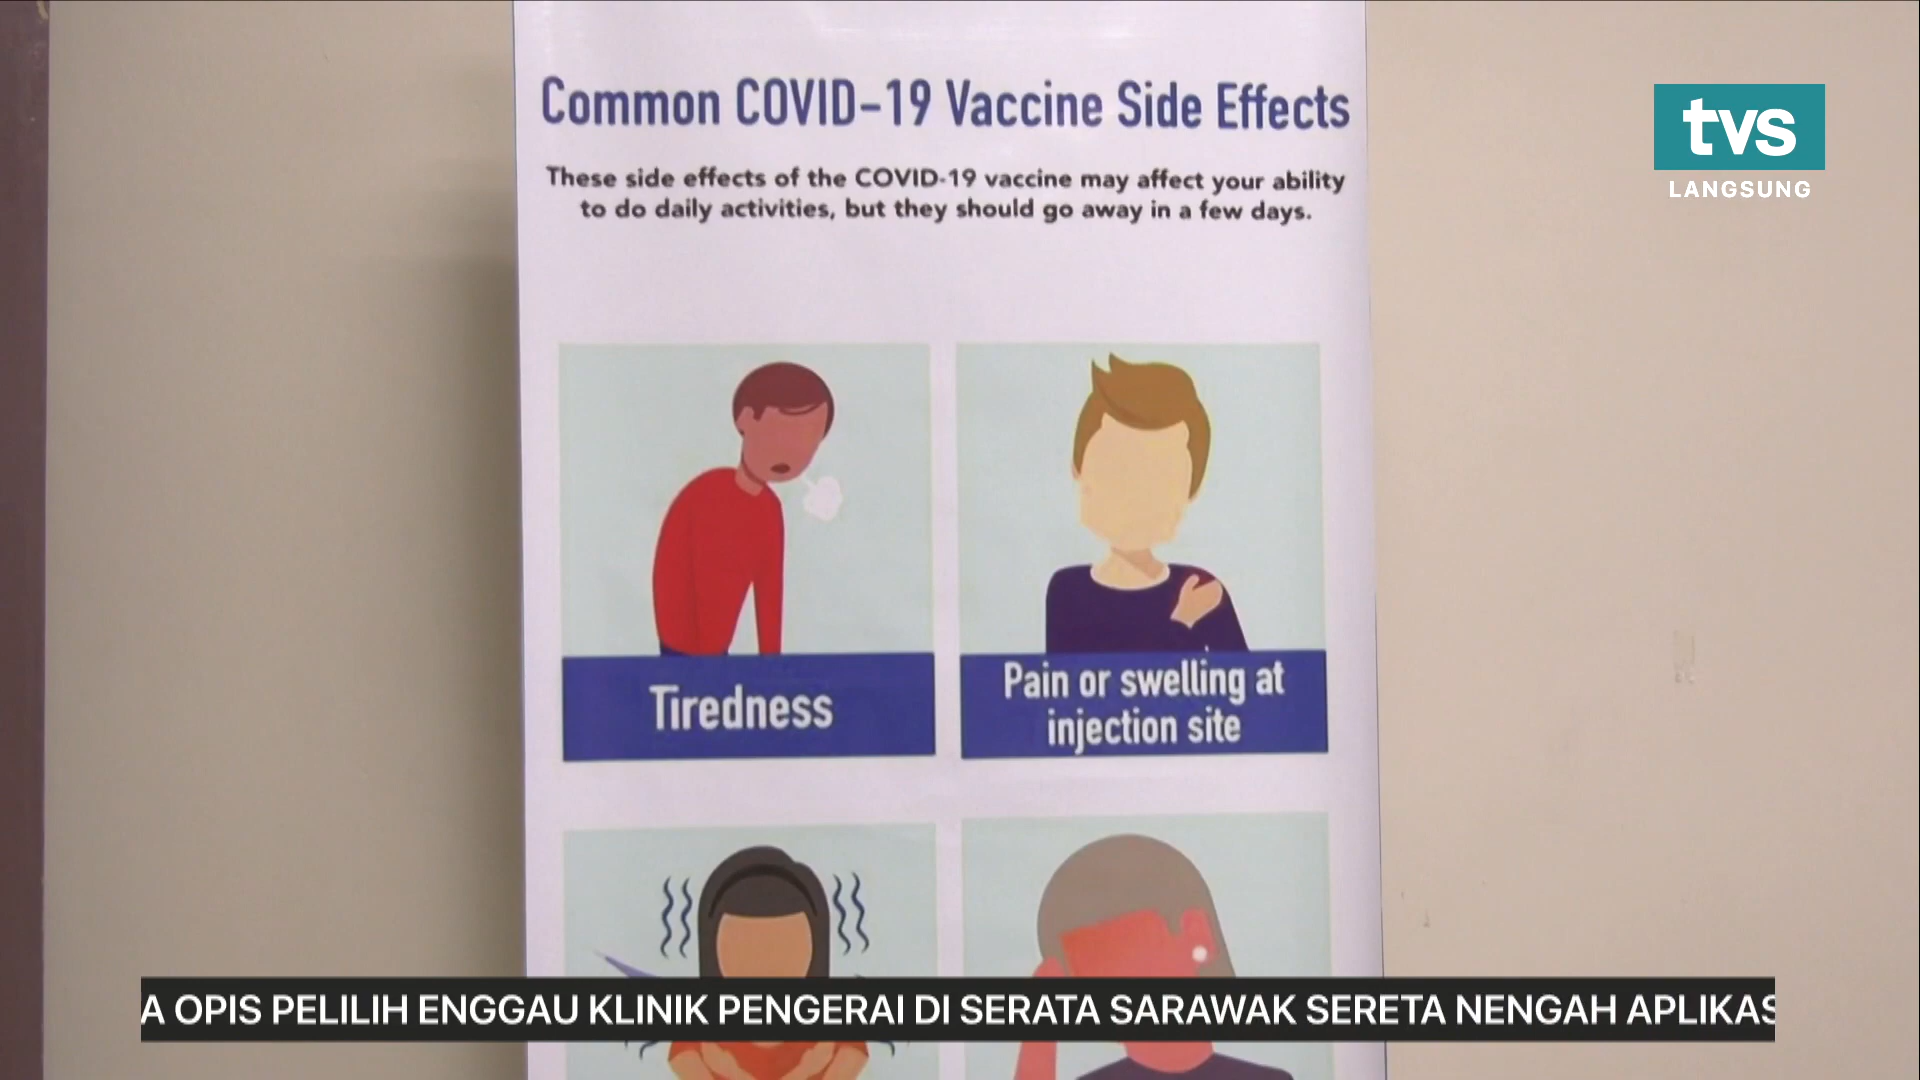 Common COVID-19 Vaccine Side Effects
These side effects of the COVID-19 vaccine may affect your ability
to do daily activities, but they should go away in a few days.
tvs
LANGSUNG
Tiredness
Pain or swelling at
injection site
A OPIS PELILIH ENGGAU KLINIK PENGERAI DI SERATA SARAWAK SERETA NENGAH APLIKAS